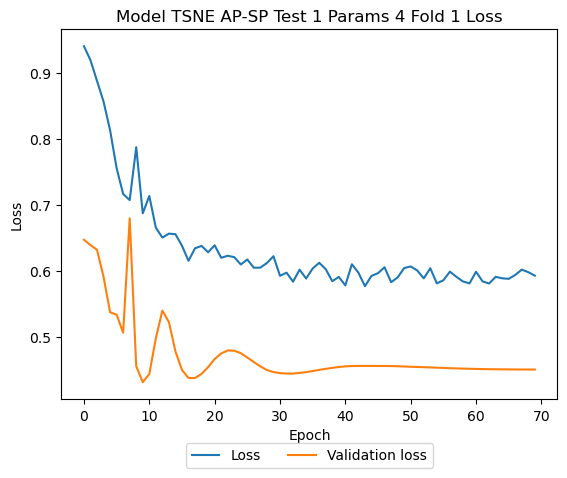 Model TSNE AP-SP Test 1 Params 4 Fold 1 Loss
Loss
0.9
0.8
0.7
0.6
0.5
0 10 20 30 40 50 60 70
Epoch
Loss Validation loss